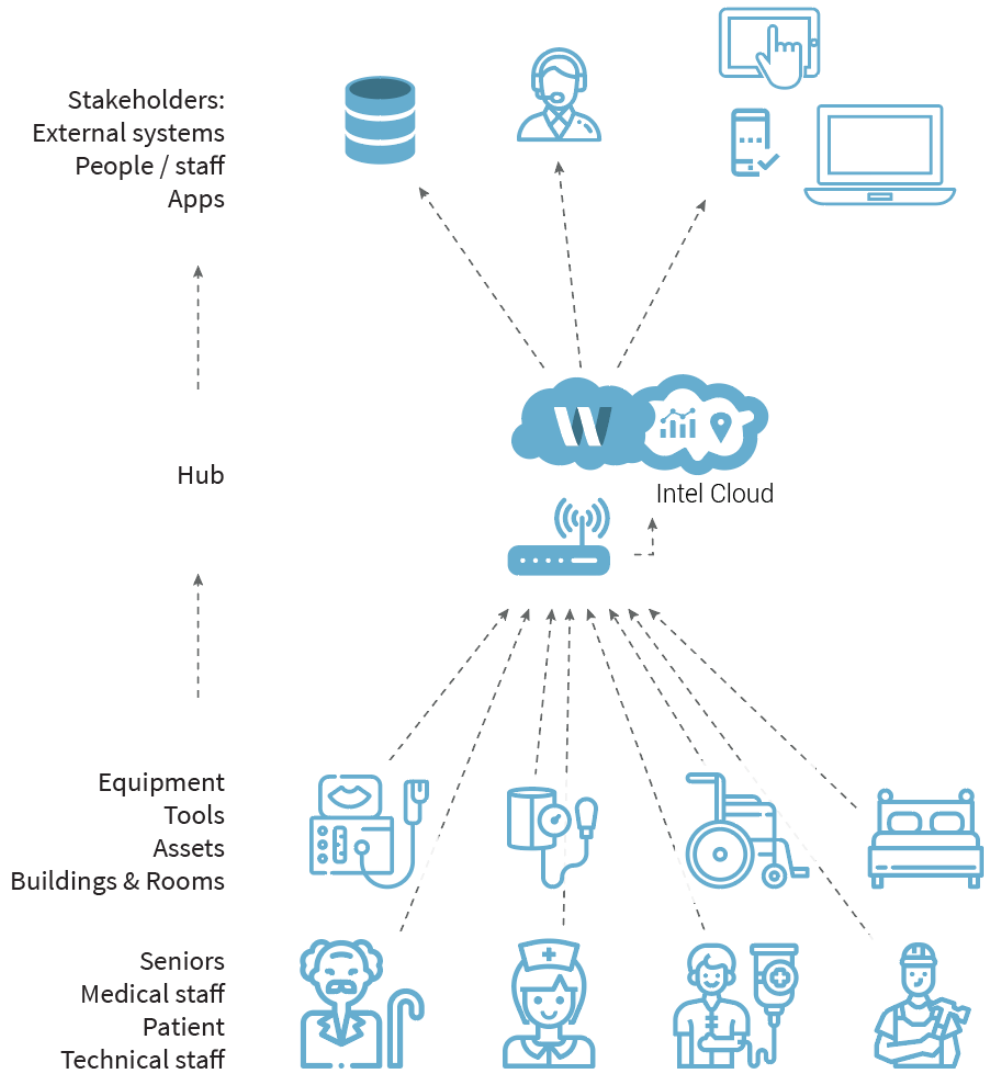 Stakeholders:
External systems
People / staff
Apps
Hub
W
Intel Cloud
Equipment
Tools
Assets
Buildings & Rooms
Seniors
Medical staff
Patient
Technical staff